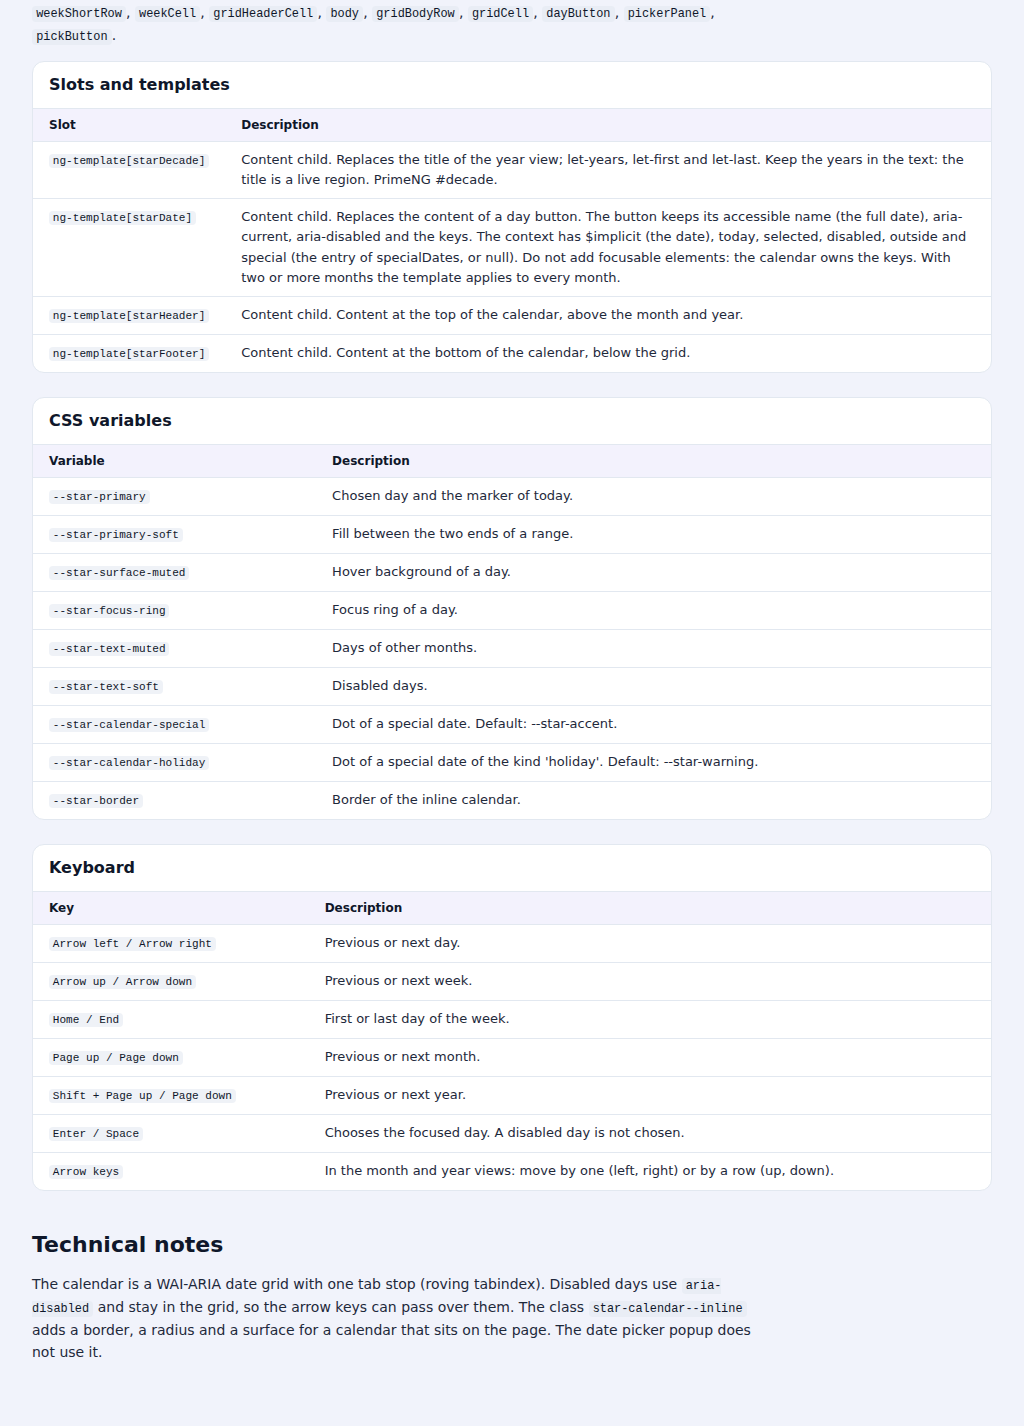 weekShortRow, weekCell, gridHeaderCell, body, gridBodyRow, gridCell, dayButton, pickerPanel,
pickButton.
Slots and templates
Slot Description
ng-template[starDecade] Content child. Replaces the title of the year view; let-years, let-first and let-last. Keep the years in the text: the
title is a live region. PrimeNG #decade.
ng-template[starDate] Content child. Replaces the content of a day button. The button keeps its accessible name (the full date), aria-
current, aria-disabled and the keys. The context has $implicit (the date), today, selected, disabled, outside and
special (the entry of specialDates, or null). Do not add focusable elements: the calendar owns the keys. With
two or more months the template applies to every month.
ng-template[starHeader] Content child. Content at the top of the calendar, above the month and year.
ng-template[starFooter] Content child. Content at the bottom of the calendar, below the grid.
CSS variables
Variable Description
--star-primary Chosen day and the marker of today.
--star-primary-soft Fill between the two ends of a range.
--star-surface-muted Hover background of a day.
--star-focus-ring Focus ring of a day.
--star-text-muted Days of other months.
--star-text-soft Disabled days.
--star-calendar-special Dot of a special date. Default: --star-accent.
--star-calendar-holiday Dot of a special date of the kind 'holiday'. Default: --star-warning.
--star-border Border of the inline calendar.
Keyboard
Key Description
Arrow left / Arrow right Previous or next day.
Arrow up / Arrow down Previous or next week.
Home / End First or last day of the week.
Page up / Page down Previous or next month.
Shift + Page up / Page down Previous or next year.
Enter / Space Chooses the focused day. A disabled day is not chosen.
Arrow keys In the month and year views: move by one (left, right) or by a row (up, down).
Technical notes
The calendar is a WAI-ARIA date grid with one tab stop (roving tabindex). Disabled days use aria-
disabled and stay in the grid, so the arrow keys can pass over them. The class star-calendar--inline
adds a border, a radius and a surface for a calendar that sits on the page. The date picker popup does
not use it.